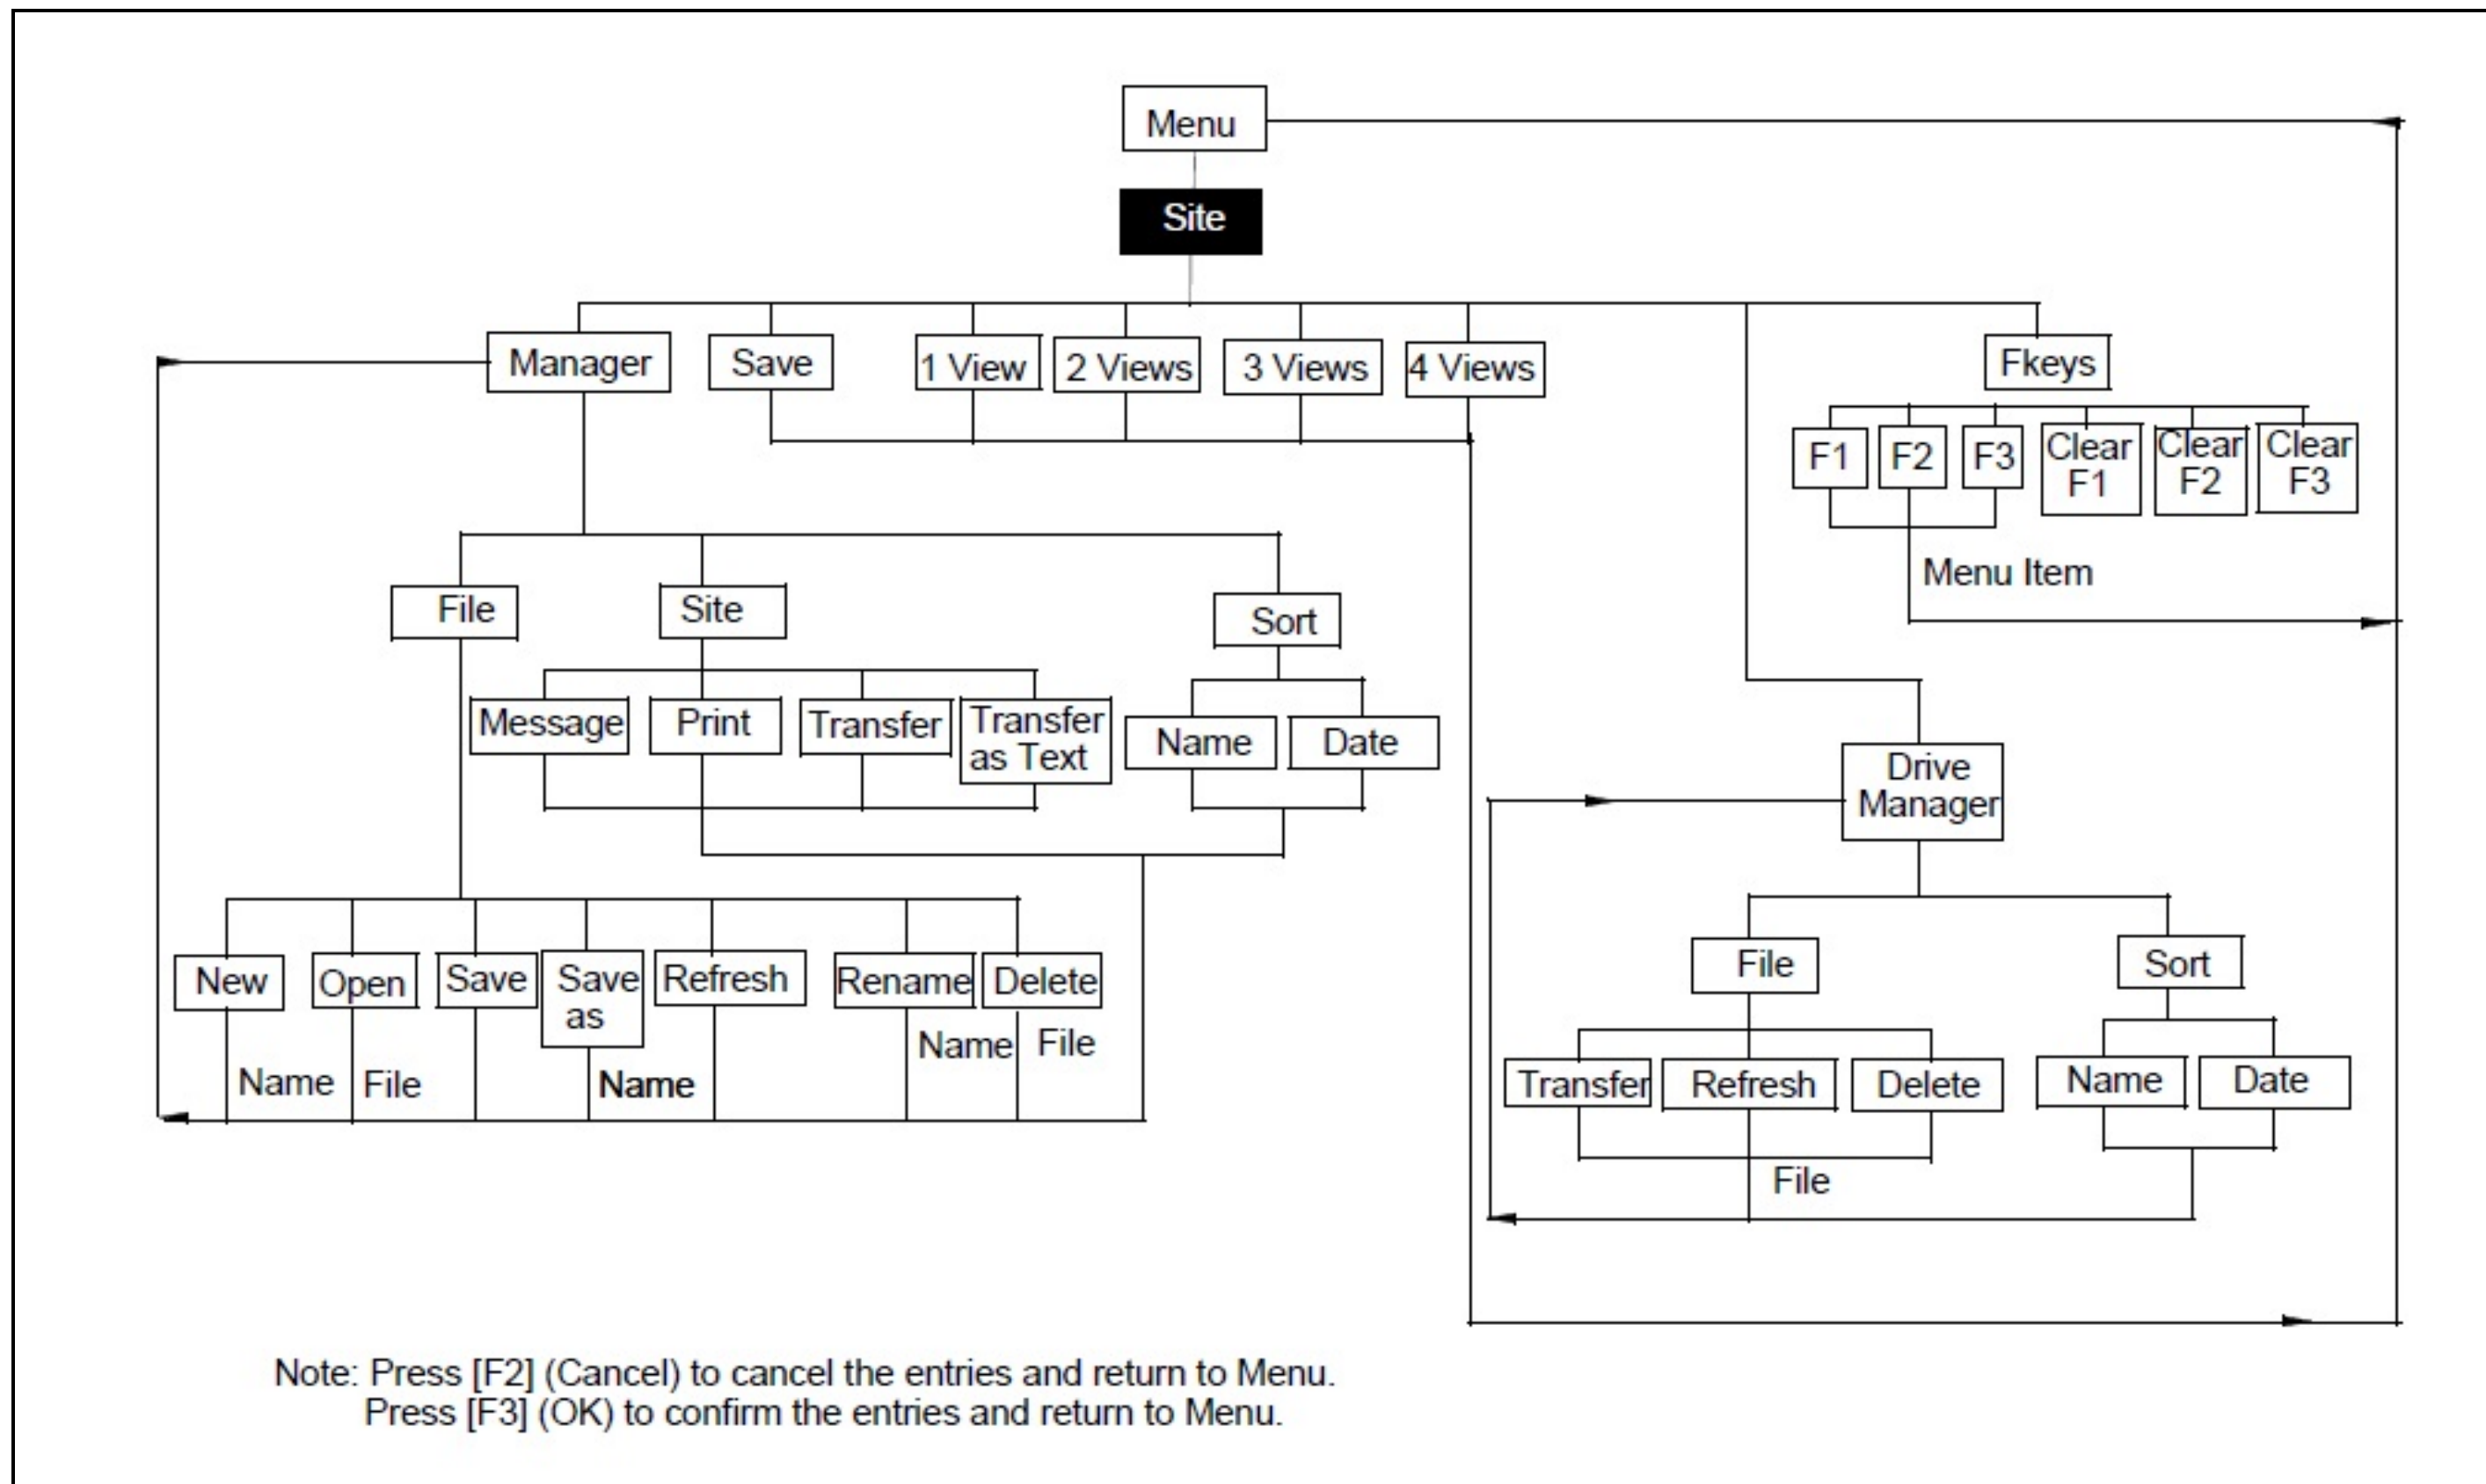 Menu
Site
Manager
Save
1 View
2 Views
3 Views
4 Views
Fkeys
F1
F2
F3
Clear
F1
Clear
F2
Clear
F3
Menu Item
File
Site
Sort
Message
Print
Transfer
Transfer
as Text
Name
Date
Drive
Manager
New
Open
Save
Save
as
Refresh
Rename
Delete
Name
File
Name
Name
File
File
Sort
Transfer
Refresh
Delete
Name
Date
File
Note: Press [F2] (Cancel) to cancel the entries and return to Menu.
Press [F3] (OK) to confirm the entries and return to Menu.